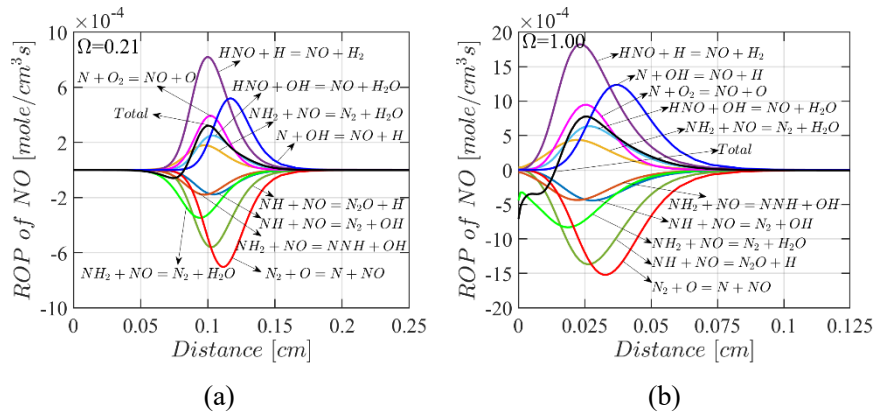 ×10⁻⁴
(a)
Ω=0.21
10
6
2
-2
-6
-10
ROP of NO [mole/cm³s]
HNO+H=NO+H₂
N+O₂=NO+O
HNO+OH=NO+H₂O
Total
NH₂+NO=N₂+H₂O
N+OH=NO+H
NH+NO=N₂O+H
NH+NO=N₂+OH
NH₂+NO=NNH+OH
NH₂+NO=N₂+H₂O
N₂+O=N+NO
0 0.05 0.1 0.15 0.2 0.25
Distance [cm]
(a)
×10⁻⁴
(b)
Ω=1.00
20
15
10
5
0
-5
-10
-15
-20
ROP of NO [mole/cm³s]
HNO+H=NO+H₂
N+OH=NO+H
N+O₂=NO+O
HNO+OH=NO+H₂O
NH₂+NO=N₂+H₂O
Total
NH₂+NO=NNH+OH
NH+NO=N₂+OH
NH₂+NO=N₂+H₂O
NH+NO=N₂O+H
N₂+O=N+NO
0 0.025 0.05 0.075 0.1 0.125
Distance [cm]
(b)